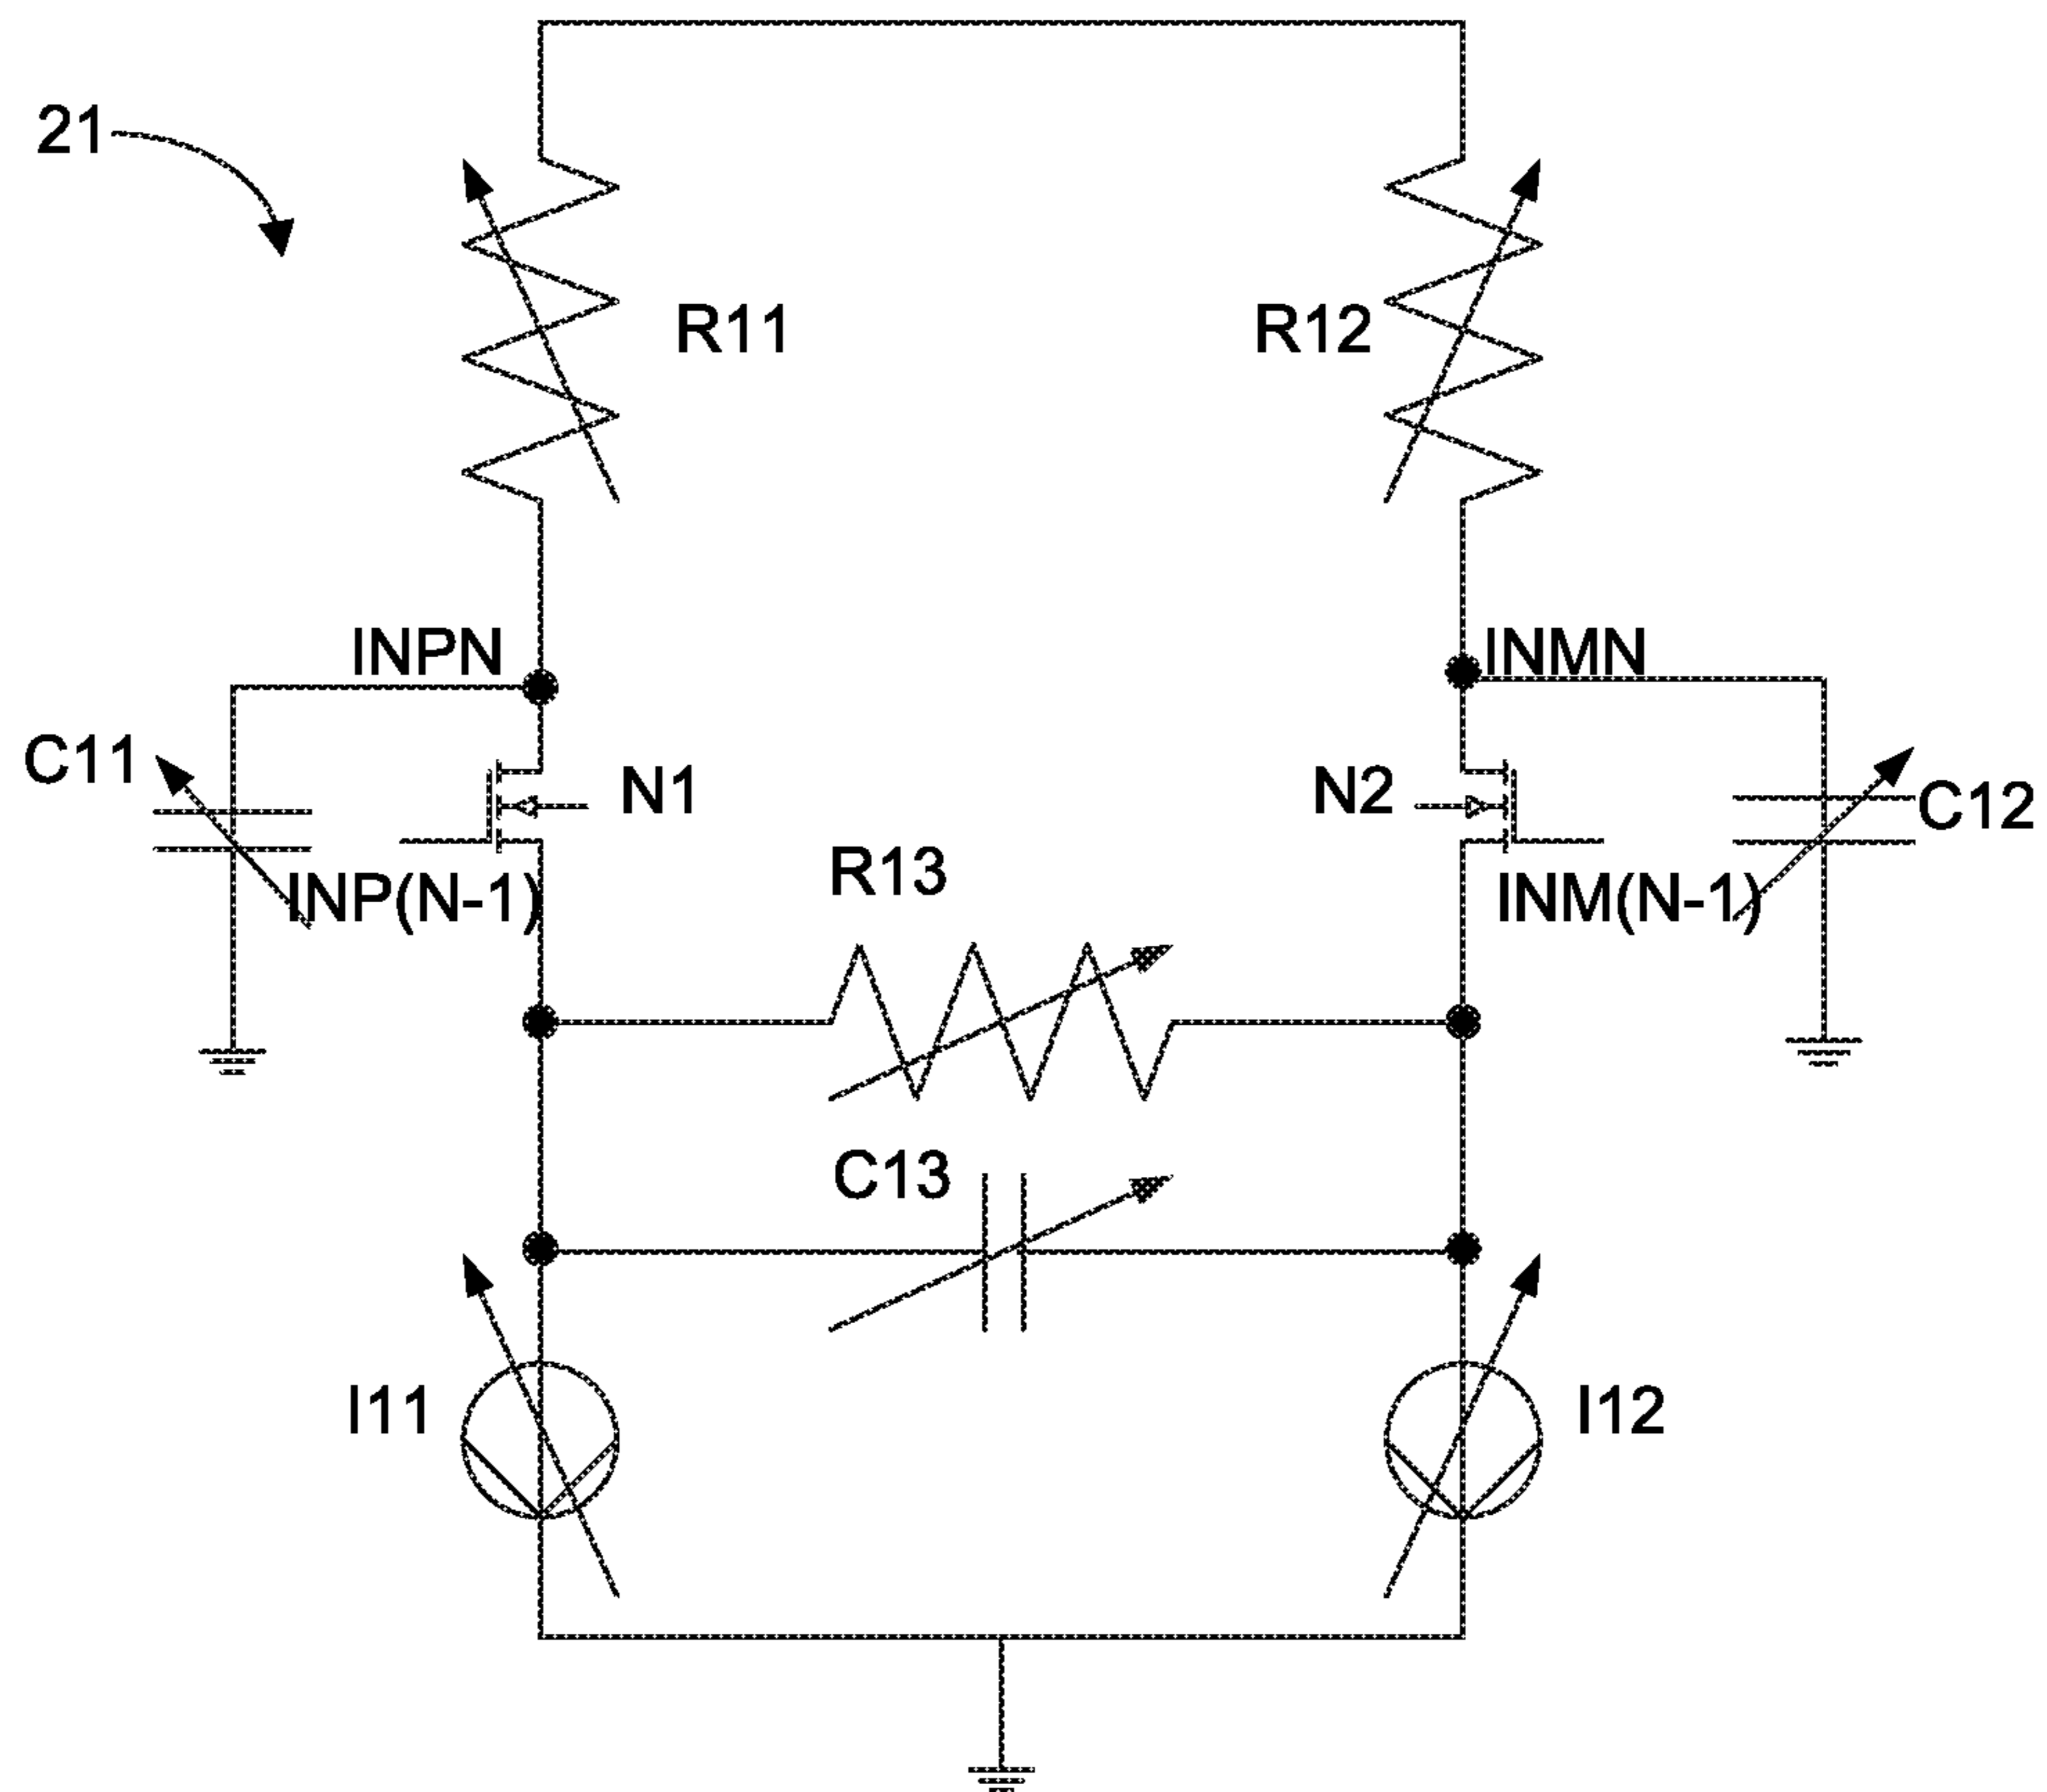 21
R11
R12
INPN
INMN
C11
N1
N2
C12
R13
INP(N-1)
INM(N-1)
C13
I11
I12